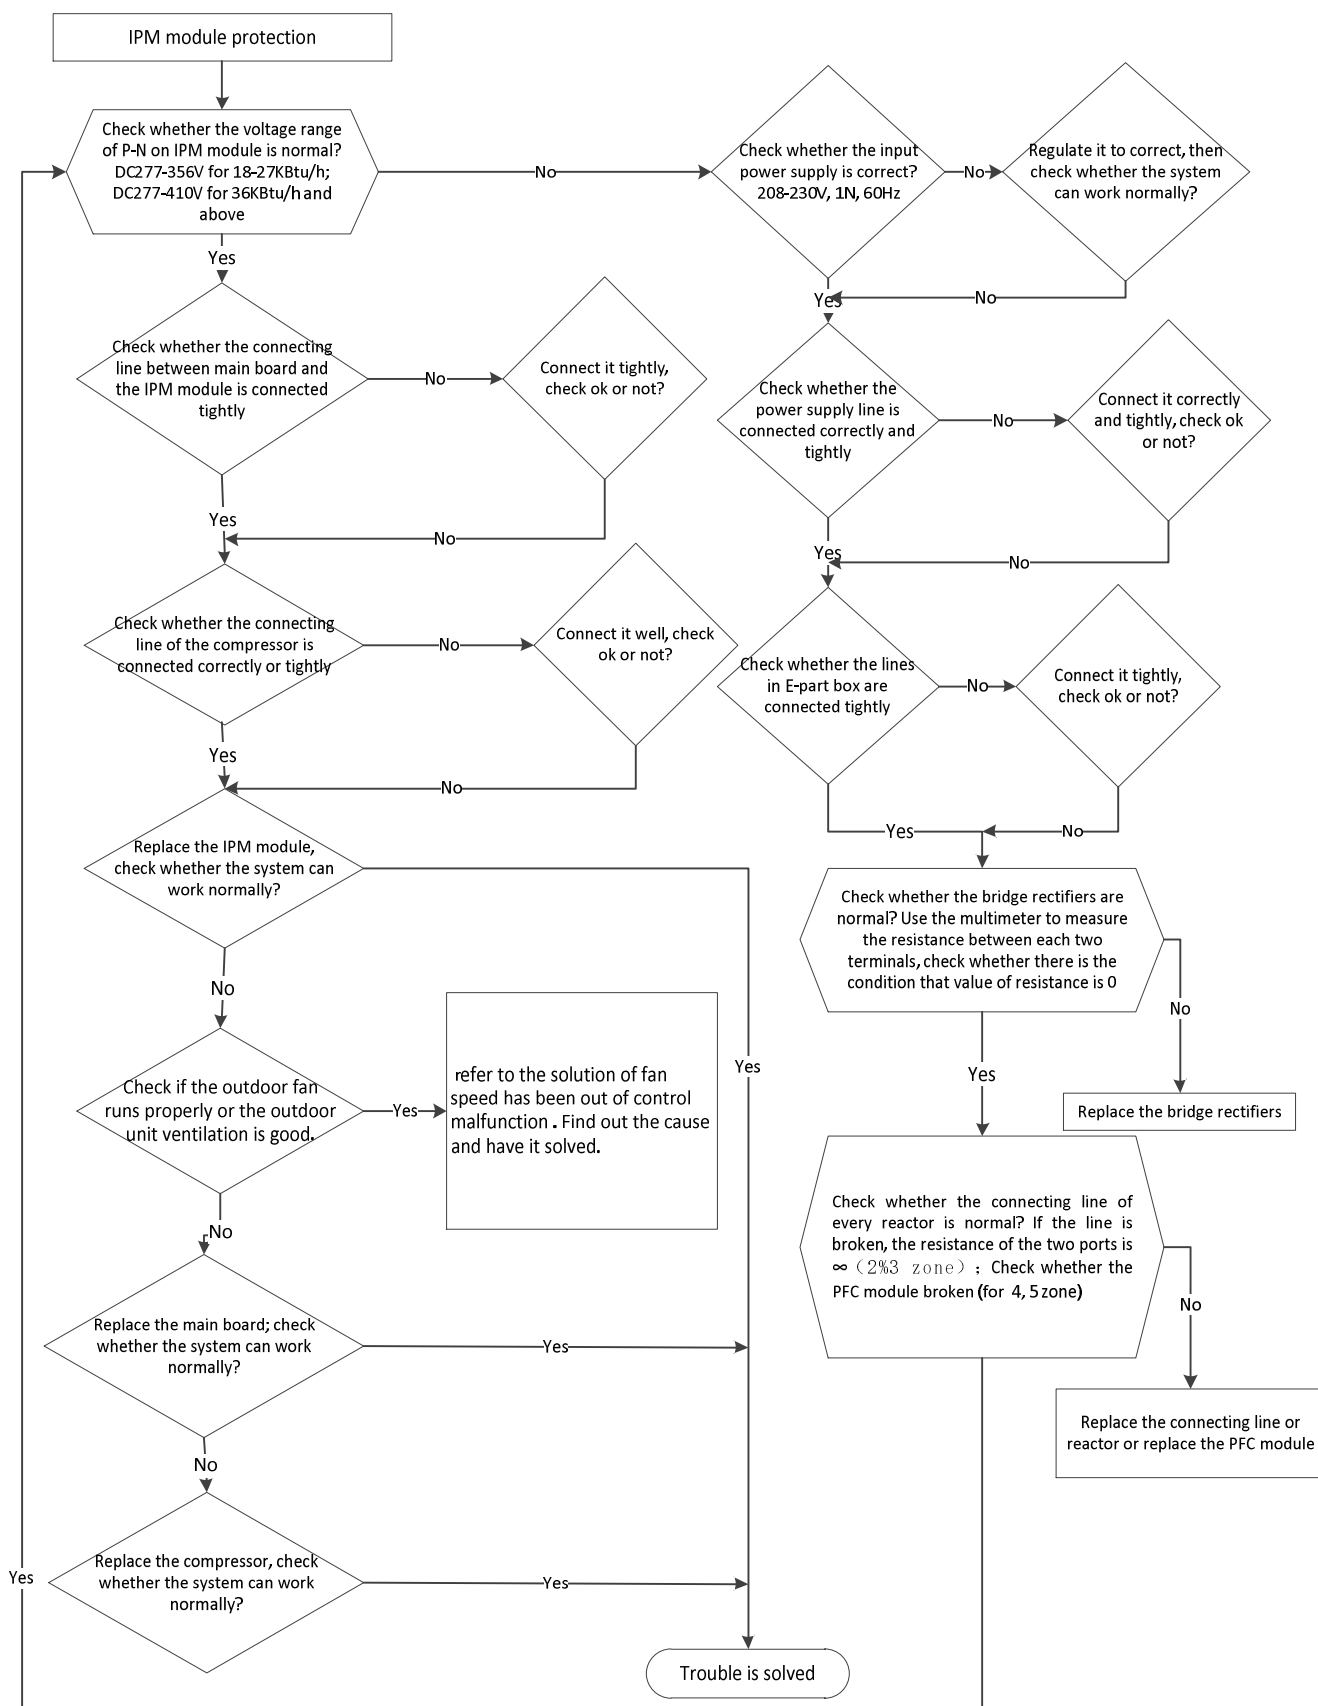 IPM module protection
Check whether the voltage range
of P-N on IPM module is normal?
DC277-356V for 18-27KBtu/h;
DC277-410V for 36KBtu/h and
above
No
Check whether the input
power supply is correct?
208-230V, 1N, 60Hz
No
Regulate it to correct, then
check whether the system
can work normally?
Yes
Yes
No
Check whether the connecting
line between main board and
the IPM module is connected
tightly
No
Connect it tightly,
check ok or not?
Check whether the
power supply line is
connected correctly and
tightly
No
Connect it correctly
and tightly, check ok
or not?
Yes
No
Yes
No
Check whether the connecting
line of the compressor is
connected correctly or tightly
No
Connect it well, check
ok or not?
Check whether the lines
in E-part box are
connected tightly
No
Connect it tightly,
check ok or not?
Yes
No
Yes
No
Replace the IPM module,
check whether the system can
work normally?
Check whether the bridge rectifiers are
normal? Use the multimeter to measure
the resistance between each two
terminals, check whether there is the
condition that value of resistance is 0
No
No
Yes
Yes
Check if the outdoor fan
runs properly or the outdoor
unit ventilation is good.
Yes
refer to the solution of fan
speed has been out of control
malfunction . Find out the cause
and have it solved.
Replace the bridge rectifiers
No
Check whether the connecting line of
every reactor is normal? If the line is
broken, the resistance of the two ports is
∞（2%3 zone）; Check whether the
PFC module broken (for 4, 5 zone)
No
Replace the main board; check
whether the system can work
normally?
Yes
Replace the connecting line or
reactor or replace the PFC module
No
Replace the compressor, check
whether the system can work
normally?
Yes
Yes
Trouble is solved